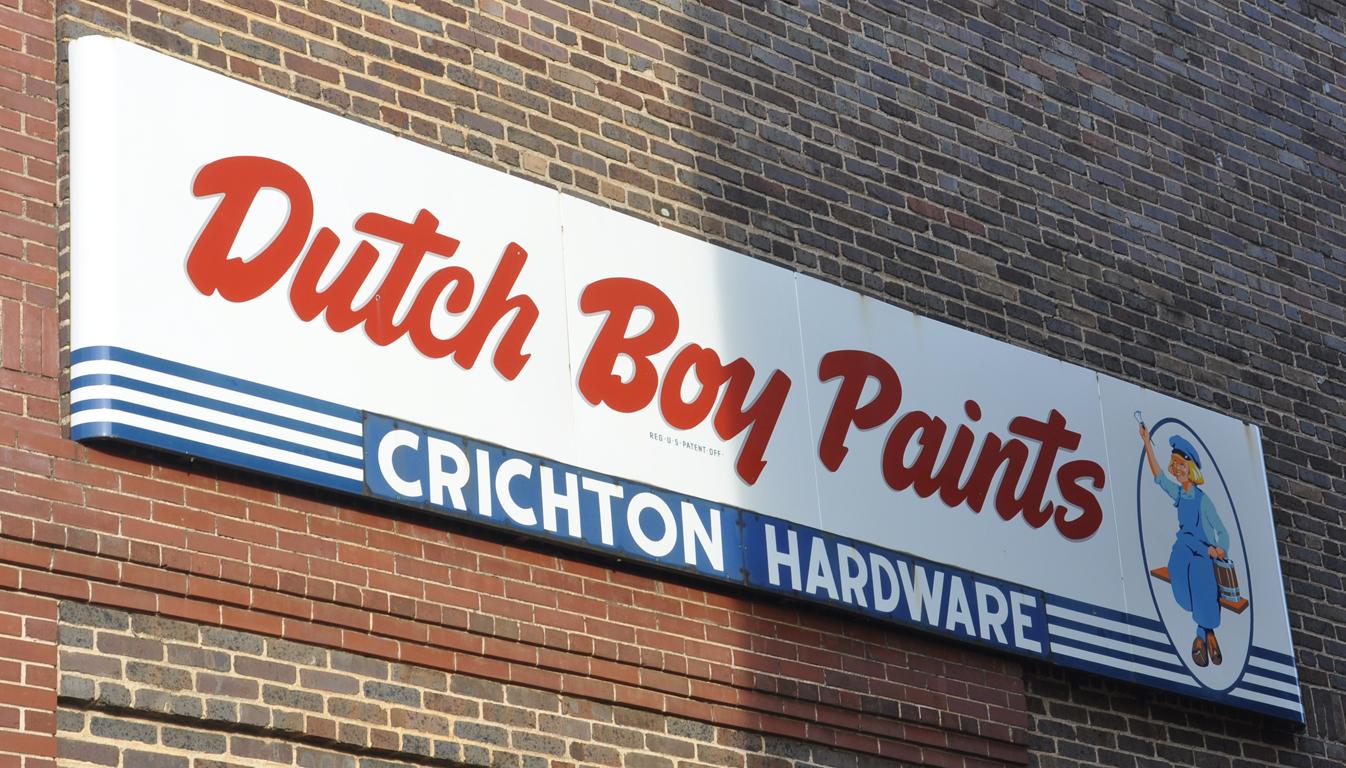 Dutch Boy Paints
REG·U·S·PATENT·OFF·
CRICHTON HARDWARE